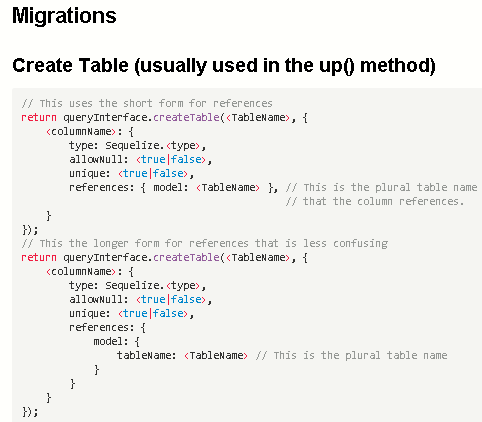 Migrations
Create Table (usually used in the up() method)
// This uses the short form for references
return queryInterface.createTable(<TableName>, {
    <columnName>: {
        type: Sequelize.<type>,
        allowNull: <true|false>,
        unique: <true|false>,
        references: { model: <TableName> }, // This is the plural table name
                                            // that the column references.
    }
});
// This the longer form for references that is less confusing
return queryInterface.createTable(<TableName>, {
    <columnName>: {
        type: Sequelize.<type>,
        allowNull: <true|false>,
        unique: <true|false>,
        references: {
            model: {
                tableName: <TableName> // This is the plural table name
            }
        }
    }
});